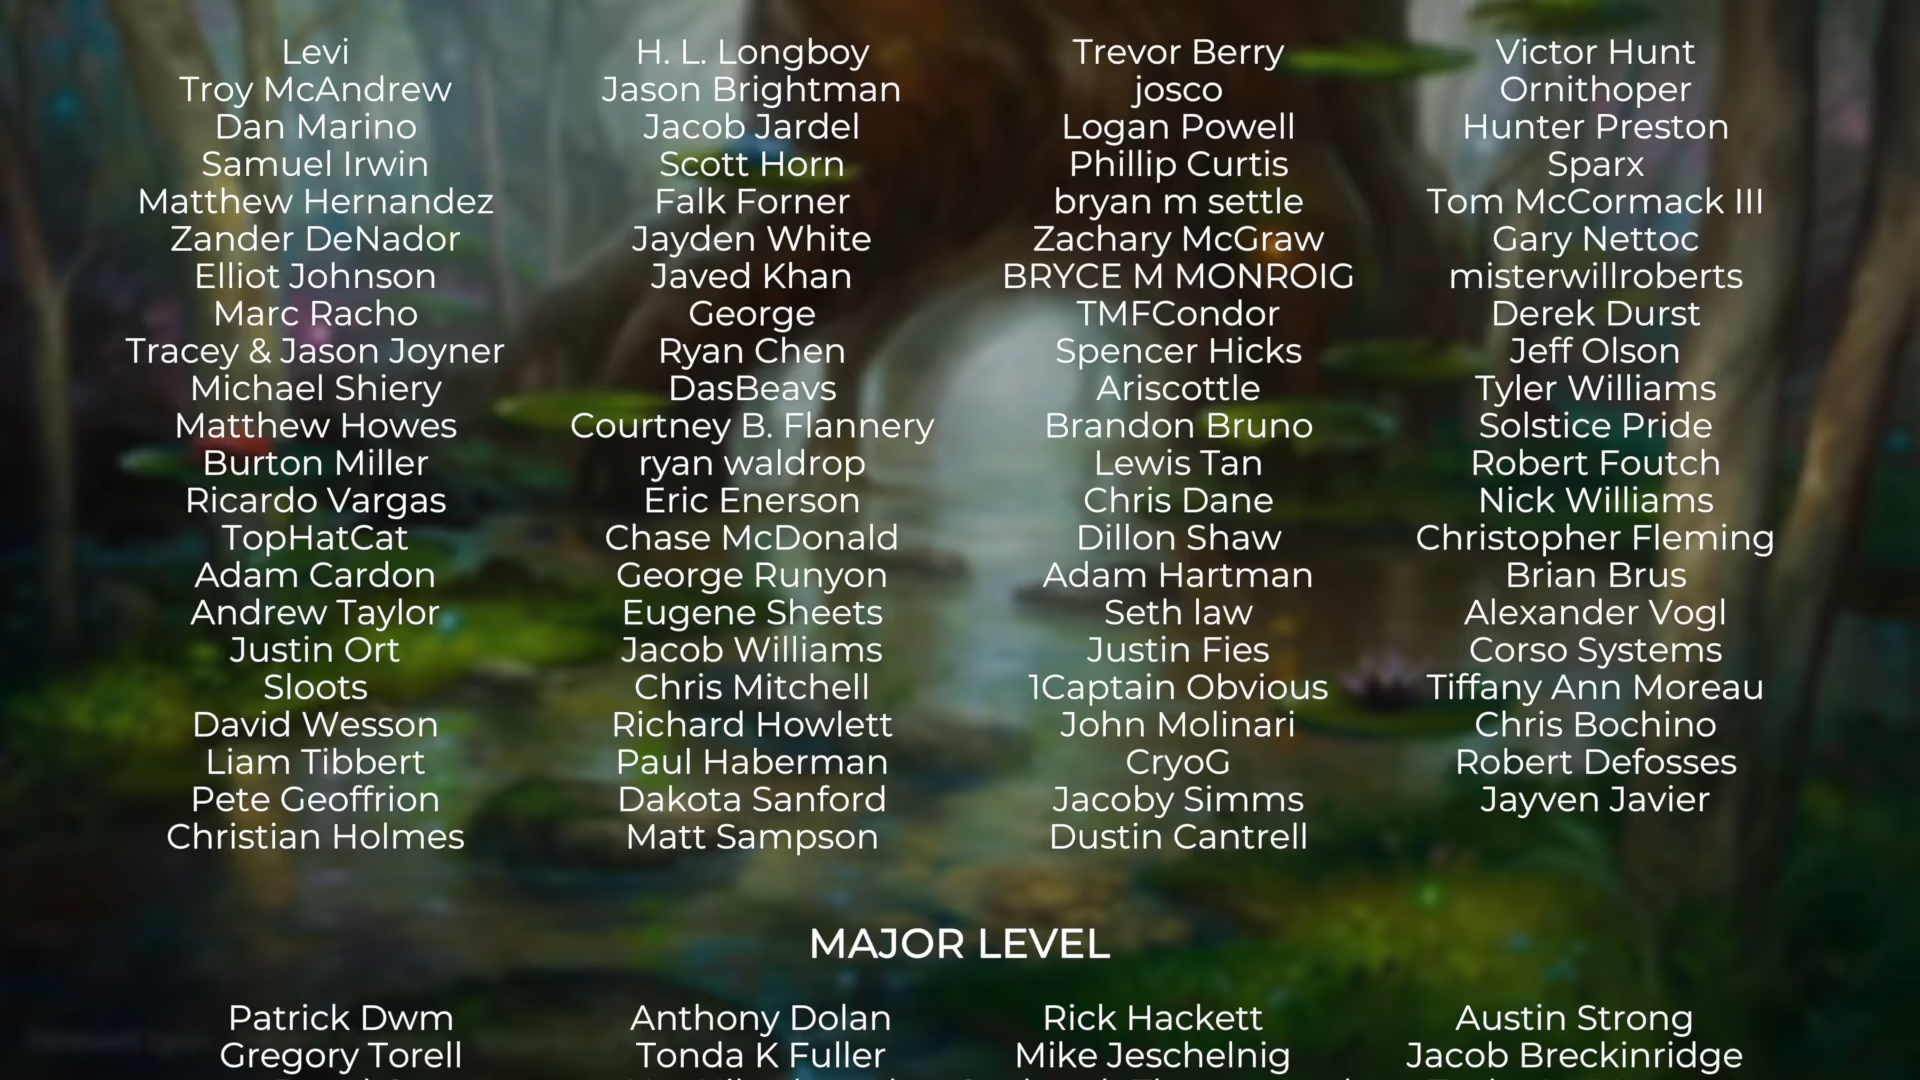 Levi
Troy McAndrew
Dan Marino
Samuel Irwin
Matthew Hernandez
Zander DeNador
Elliot Johnson
Marc Racho
Tracey & Jason Joyner
Michael Shiery
Matthew Howes
Burton Miller
Ricardo Vargas
TopHatCat
Adam Cardon
Andrew Taylor
Justin Ort
Sloots
David Wesson
Liam Tibbert
Pete Geoffrion
Christian Holmes
H. L. Longboy
Jason Brightman
Jacob Jardel
Scott Horn
Falk Forner
Jayden White
Javed Khan
George
Ryan Chen
DasBeavs
Courtney B. Flannery
ryan waldrop
Eric Enerson
Chase McDonald
George Runyon
Eugene Sheets
Jacob Williams
Chris Mitchell
Richard Howlett
Paul Haberman
Dakota Sanford
Matt Sampson
Trevor Berry
josco
Logan Powell
Phillip Curtis
bryan m settle
Zachary McGraw
BRYCE M MONROIG
TMFCondor
Spencer Hicks
Ariscottle
Brandon Bruno
Lewis Tan
Chris Dane
Dillon Shaw
Adam Hartman
Seth law
Justin Fies
1Captain Obvious
John Molinari
CryoG
Jacoby Simms
Dustin Cantrell
Victor Hunt
Ornithoper
Hunter Preston
Sparx
Tom McCormack III
Gary Nettoc
misterwillroberts
Derek Durst
Jeff Olson
Tyler Williams
Solstice Pride
Robert Foutch
Nick Williams
Christopher Fleming
Brian Brus
Alexander Vogl
Corso Systems
Tiffany Ann Moreau
Chris Bochino
Robert Defosses
Jayven Javier
MAJOR LEVEL
Patrick Dwm
Gregory Torell
Anthony Dolan
Tonda K Fuller
Rick Hackett
Mike Jeschelnig
Austin Strong
Jacob Breckinridge